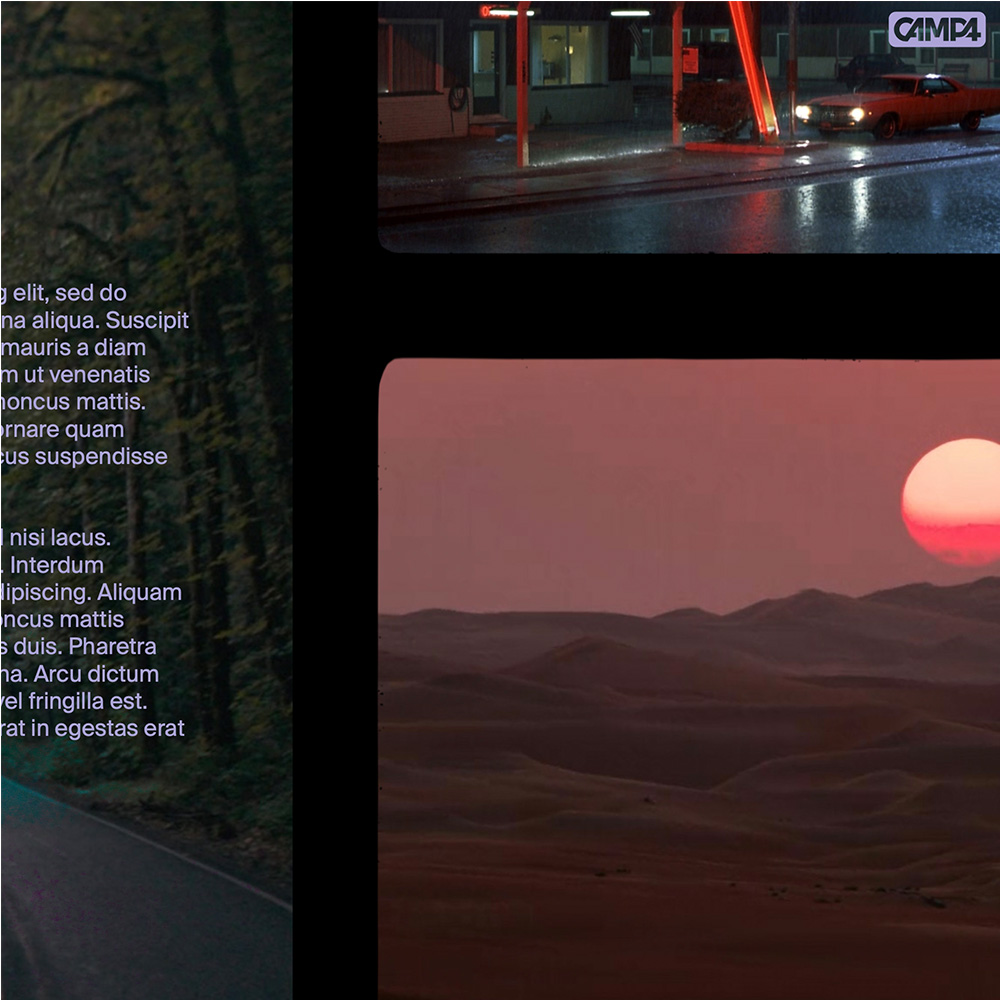 CAMP4
g elit, sed do
na aliqua. Suscipit
mauris a diam
m ut venenatis
honcus mattis.
ornare quam
cus suspendisse
l nisi lacus.
. Interdum
dipiscing. Aliquam
oncus mattis
s duis. Pharetra
na. Arcu dictum
vel fringilla est.
rat in egestas erat